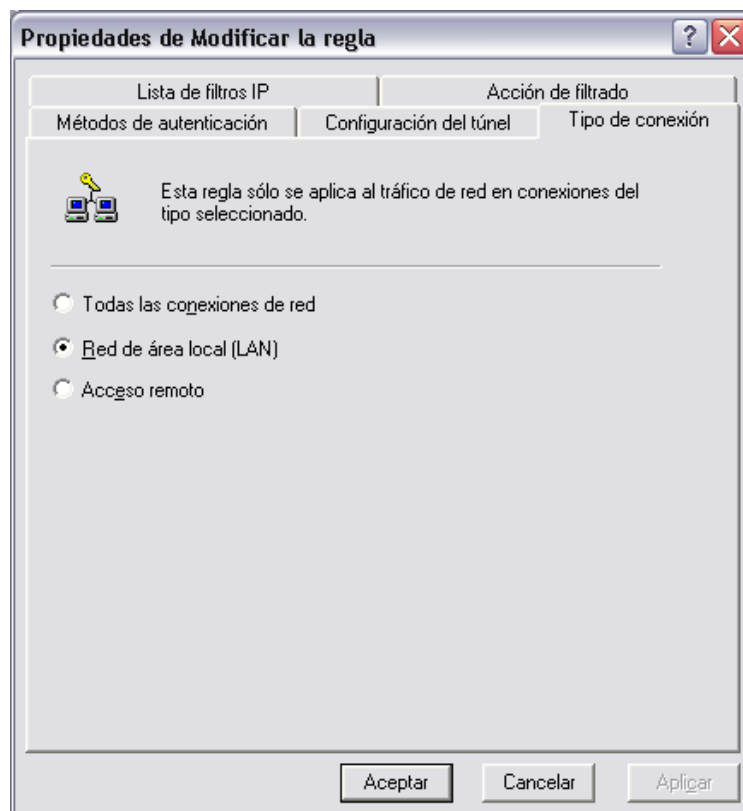 Propiedades de Modificar la regla
Lista de filtros IP
Acción de filtrado
Métodos de autenticación
Configuración del túnel
Tipo de conexión
Esta regla sólo se aplica al tráfico de red en conexiones del
tipo seleccionado.
Todas las conexiones de red
Red de área local (LAN)
Acceso remoto
Aceptar
Cancelar
Aplicar